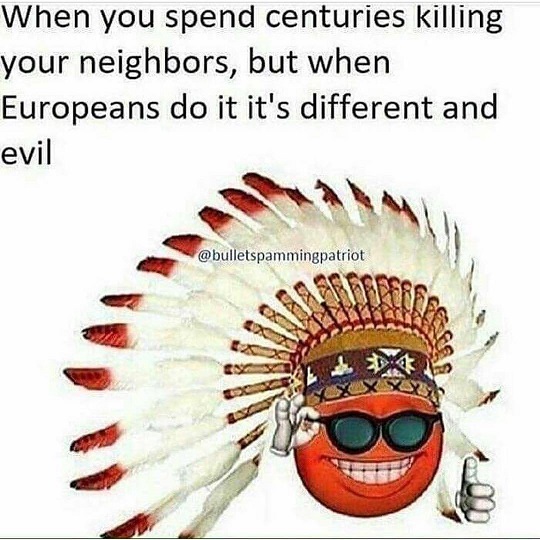 When you spend centuries killing
your neighbors, but when
Europeans do it it's different and
evil
@bulletspammingpatriot